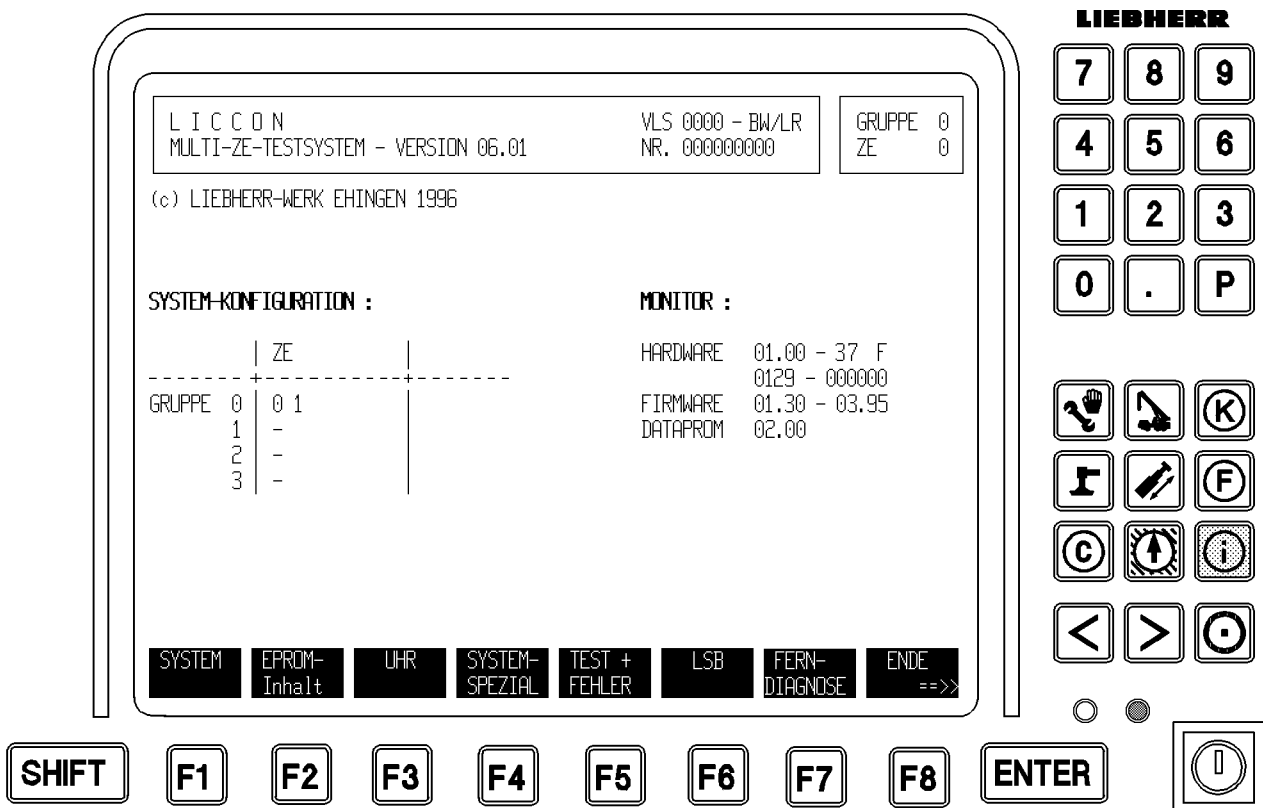 LIEBHERR
L I C C O N
VLS 0000 - BW/LR
GRUPPE 0
MULTI-ZE-TESTSYSTEM - VERSION 06.01
NR. 000000000
ZE 0
(c) LIEBHERR-WERK EHINGEN 1996
SYSTEM-KONFIGURATION :
| ZE |
- - - - - - - + - - - - - - - - - - - + - - - - - - -
GRUPPE 0 | 0 1
1 | -
2 | -
3 | -
MONITOR :
HARDWARE 01.00 - 37 F
0129 - 000000
FIRMWARE 01.30 - 03.95
DATAPROM 02.00
SYSTEM
EPROM-
Inhalt
UHR
SYSTEM-
SPEZIAL
TEST +
FEHLER
LSB
FERN-
DIAGNOSE
ENDE
==>>
7 8 9
4 5 6
1 2 3
0 . P
K
F
C i
< >
SHIFT F1 F2 F3 F4 F5 F6 F7 F8 ENTER